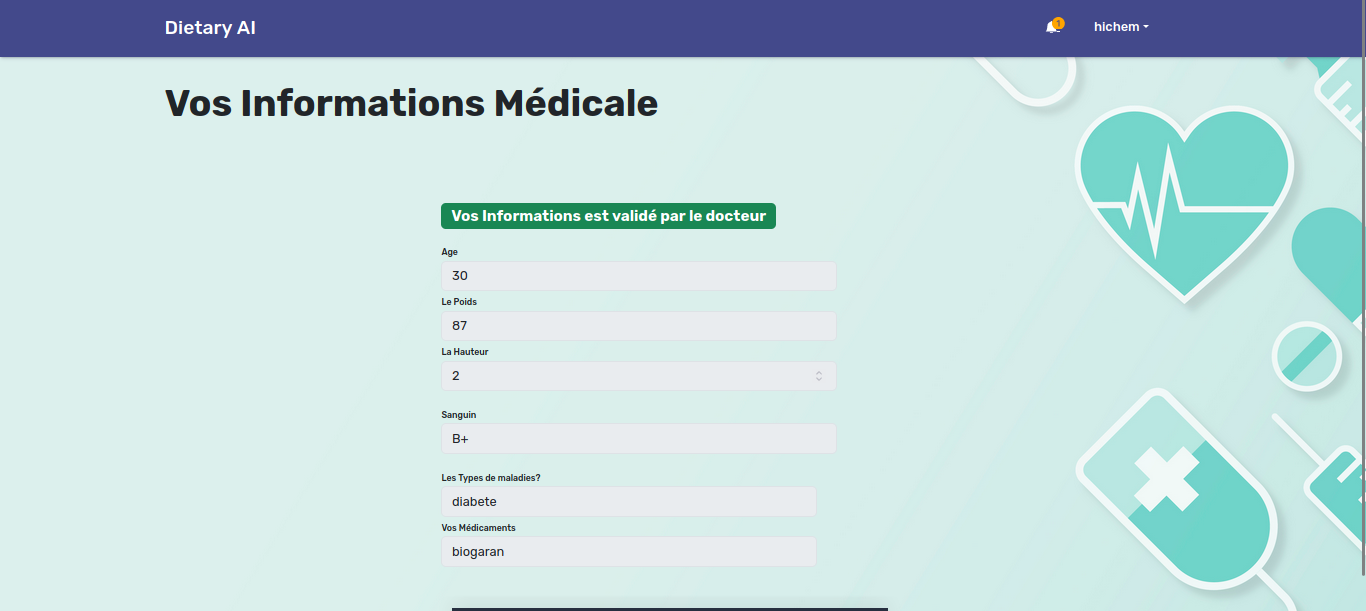 Dietary AI
1
hichem
Vos Informations Médicale
Vos Informations est validé par le docteur
Age
30
Le Poids
87
La Hauteur
2
Sanguin
B+
Les Types de maladies?
diabete
Vos Médicaments
biogaran